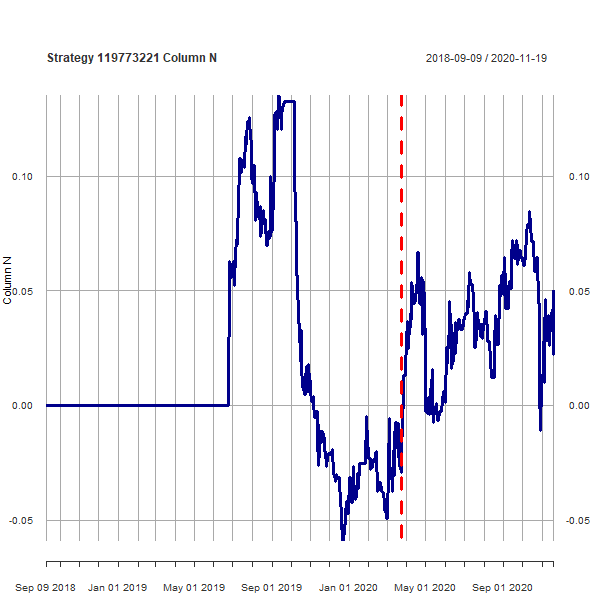 Strategy 119773221 Column N
2018-09-09 / 2020-11-19
0.10
0.10
Column N
0.05
0.05
0.00
0.00
-0.05
-0.05
Sep 09 2018
Jan 01 2019
May 01 2019
Sep 01 2019
Jan 01 2020
May 01 2020
Sep 01 2020